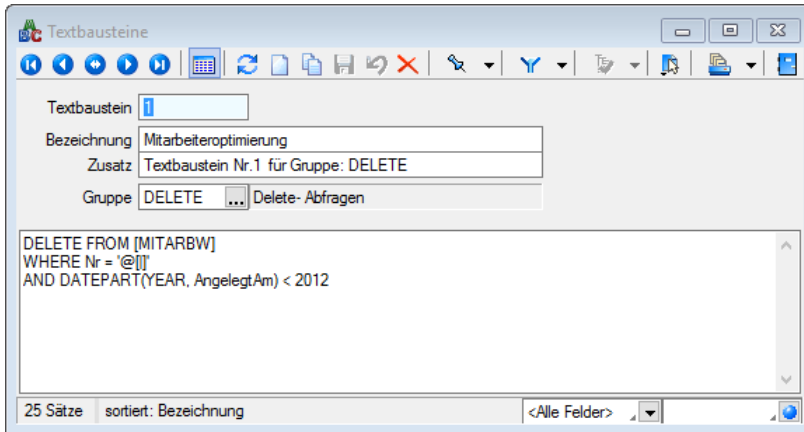 Textbausteine
Textbaustein 1
Bezeichnung Mitarbeiteroptimierung
Zusatz Textbaustein Nr.1 für Gruppe: DELETE
Gruppe DELETE ... Delete- Abfragen
DELETE FROM [MITARBW]
WHERE Nr = '@[I]'
AND DATEPART(YEAR, AngelegtAm) < 2012
25 Sätze sortiert: Bezeichnung <Alle Felder>